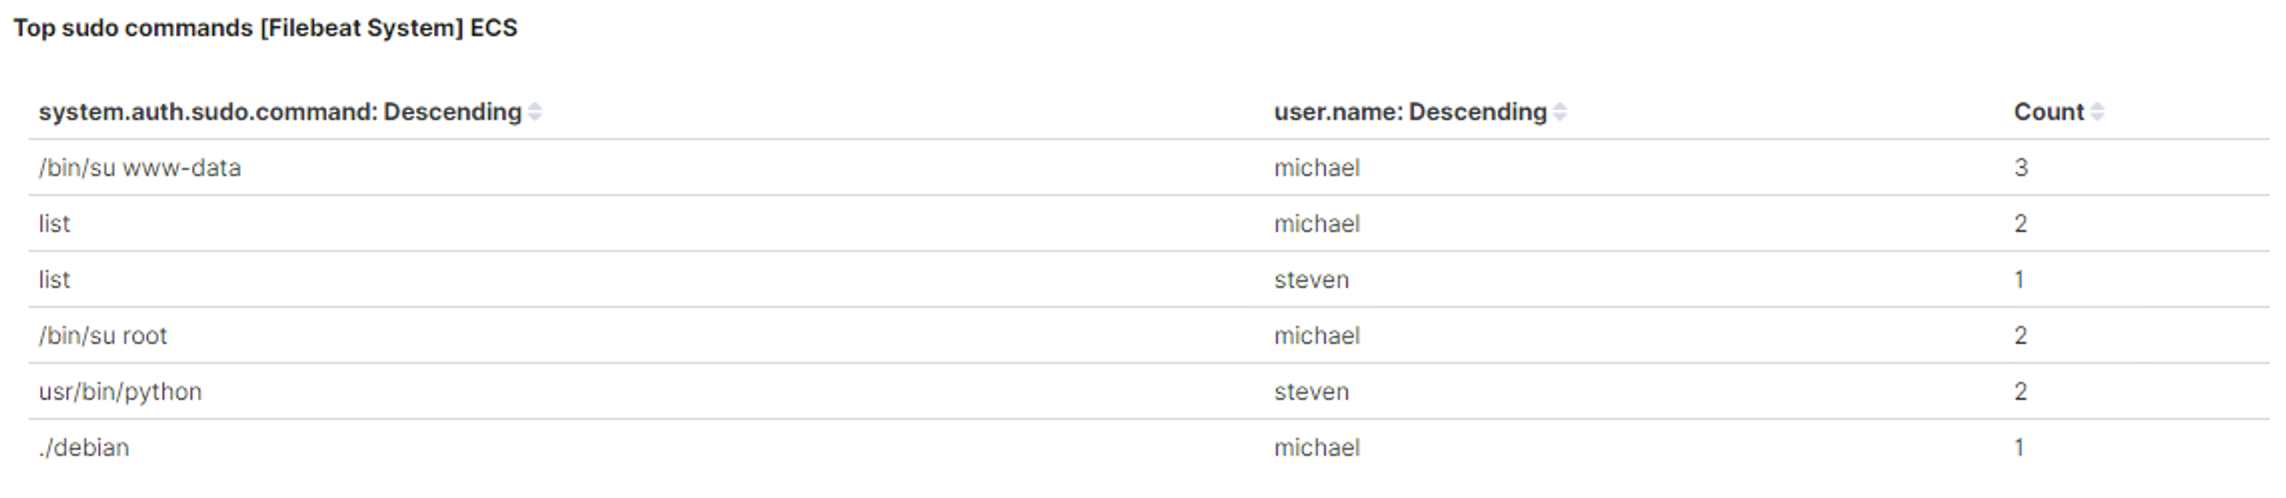 Top sudo commands [Filebeat System] ECS
system.auth.sudo.command: Descending user.name: Descending Count
/bin/su www-data michael 3
list michael 2
list steven 1
/bin/su root michael 2
usr/bin/python steven 2
./debian michael 1